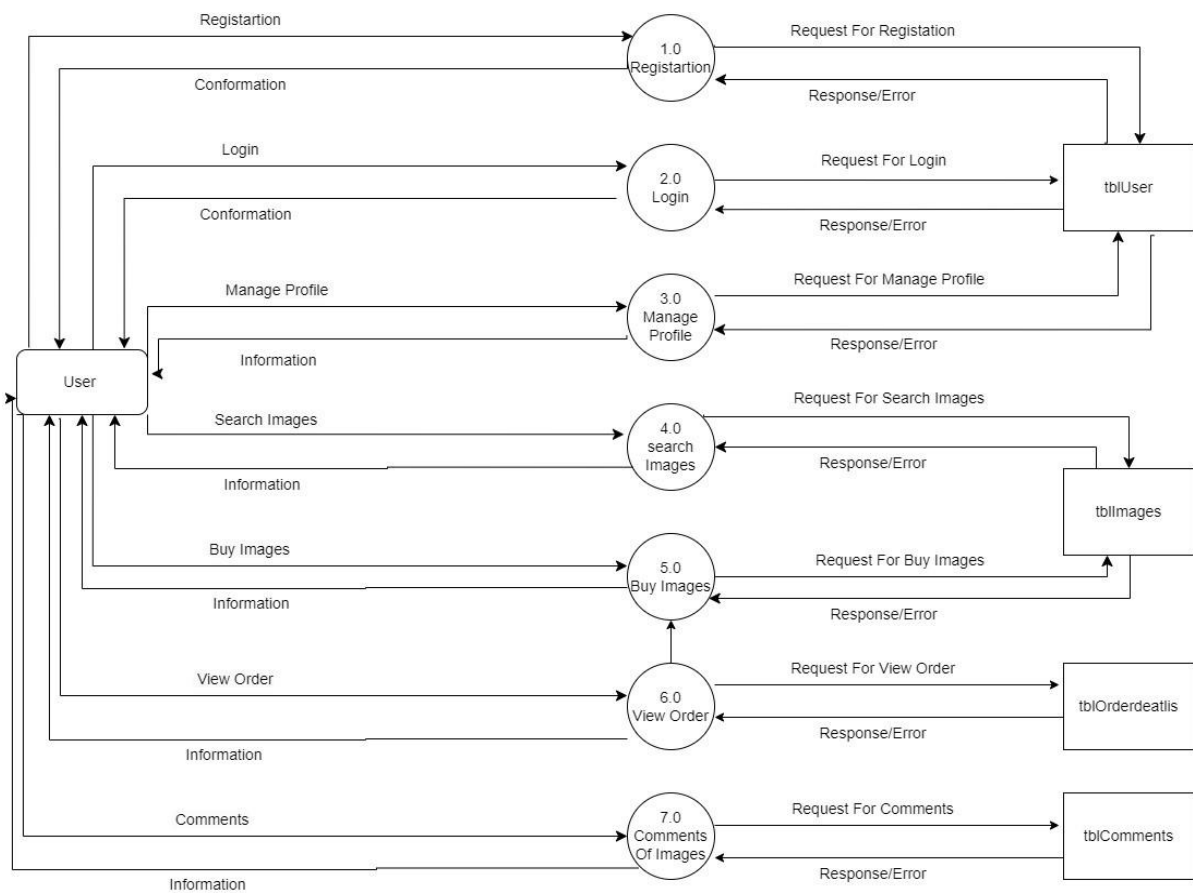 Registartion
1.0
Registartion
Request For Registation
Conformation
Response/Error
Login
2.0
Login
Request For Login
tblUser
Conformation
Response/Error
Manage Profile
3.0
Manage
Profile
Request For Manage Profile
Information
Response/Error
User
Search Images
4.0
search
Images
Request For Search Images
Information
Response/Error
tblImages
Buy Images
5.0
Buy Images
Request For Buy Images
Information
Response/Error
View Order
6.0
View Order
Request For View Order
tblOrderdeatlis
Information
Response/Error
Comments
7.0
Comments
Of Images
Request For Comments
tblComments
Information
Response/Error